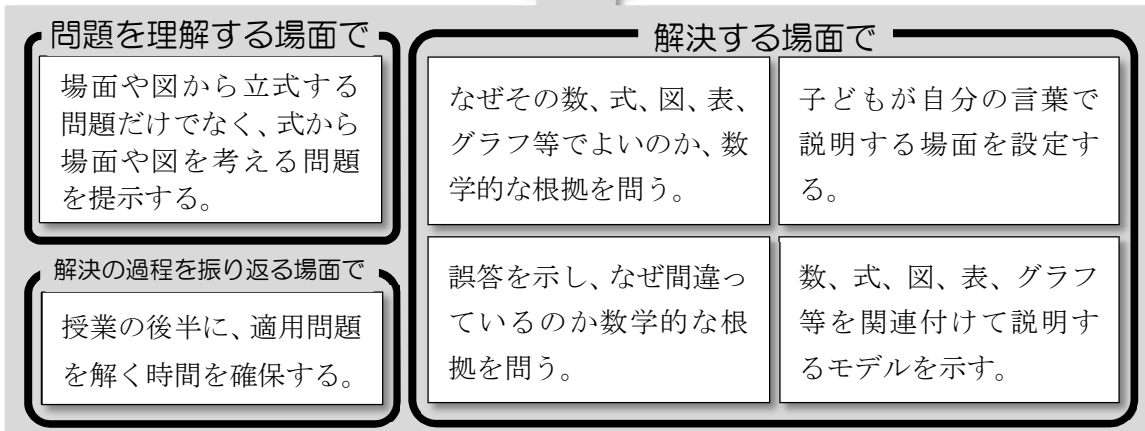 問題を理解する場面で
場面や図から立式する
問題だけでなく、式から
場面や図を考える問題
を提示する。
解決の過程を振り返る場面で
授業の後半に、適用問題
を解く時間を確保する。
解決する場面で
なぜその数、式、図、表、
グラフ等でよいのか、数
学的な根拠を問う。
子どもが自分の言葉で
説明する場面を設定す
る。
誤答を示し、なぜ間違っ
ているのか数学的な根
拠を問う。
数、式、図、表、グラフ
等を関連付けて説明す
るモデルを示す。